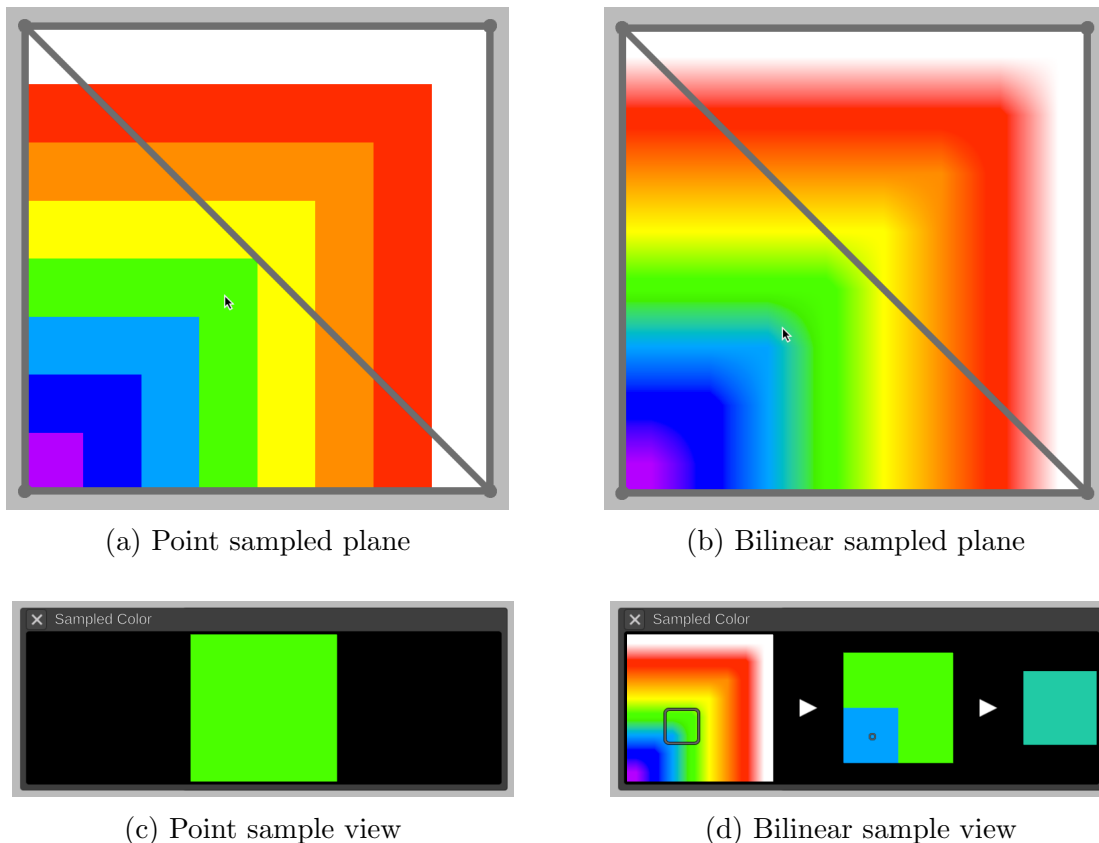 (a) Point sampled plane
(b) Bilinear sampled plane
Sampled Color
Sampled Color
(c) Point sample view
(d) Bilinear sample view